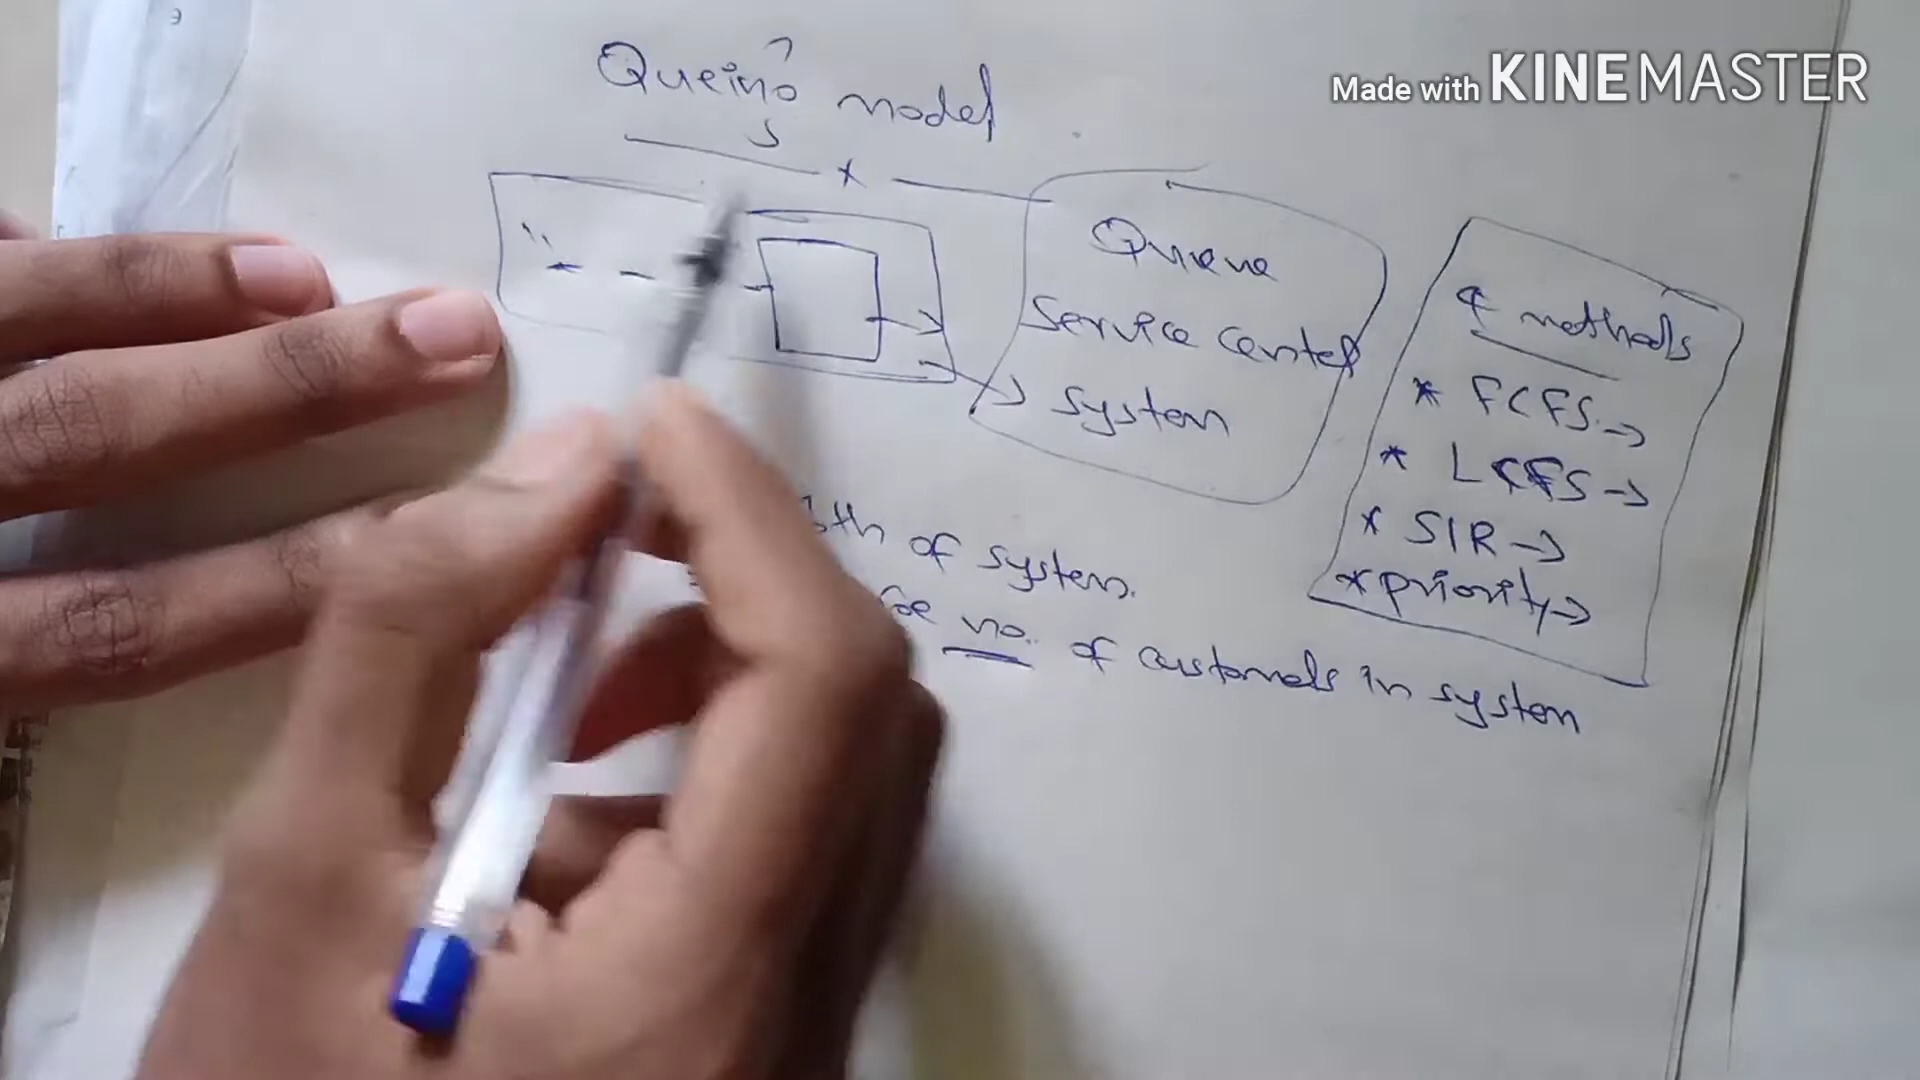 Made with KINEMASTER
Queing model
Queue
Service center
System
4 methods
* FCFS →
* LCFS →
* SIR →
* priority →
of system.
no. of customers in system